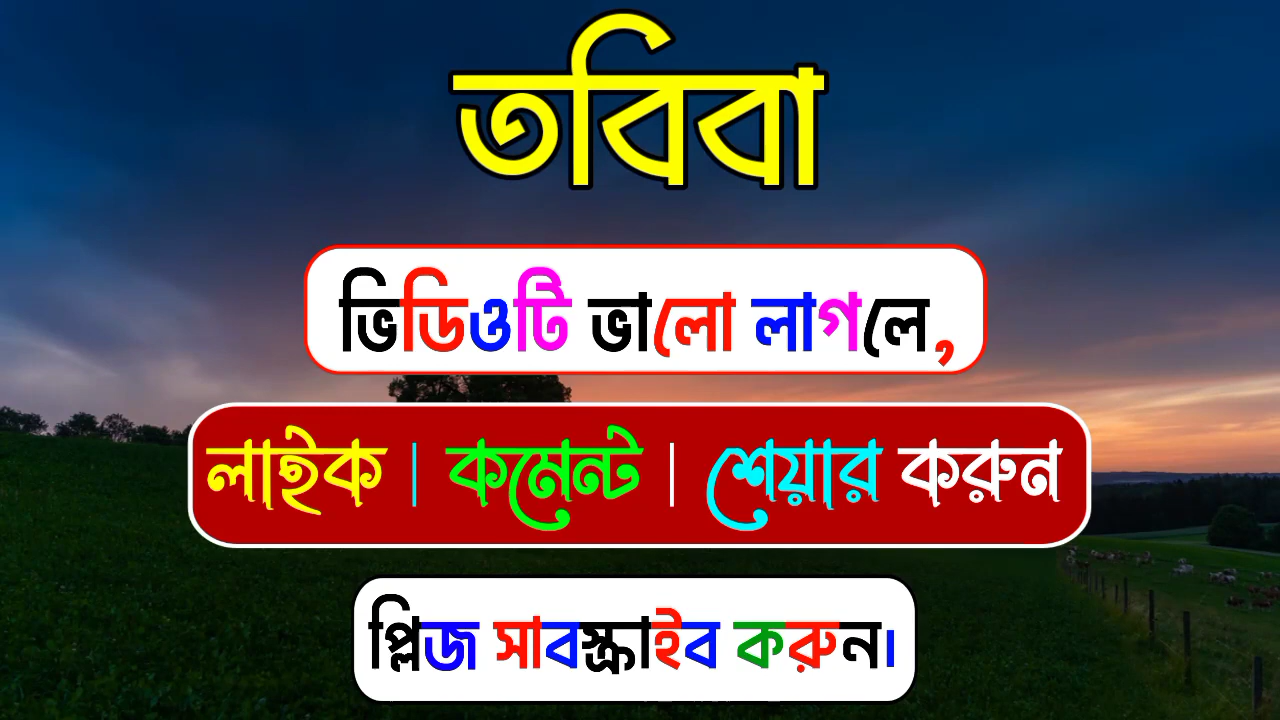 তবিবা
ভিডিওটি ভালো লাগলে,
লাইক | কমেন্ট | শেয়ার করুন
প্লিজ সাবস্ক্রাইব করুন।